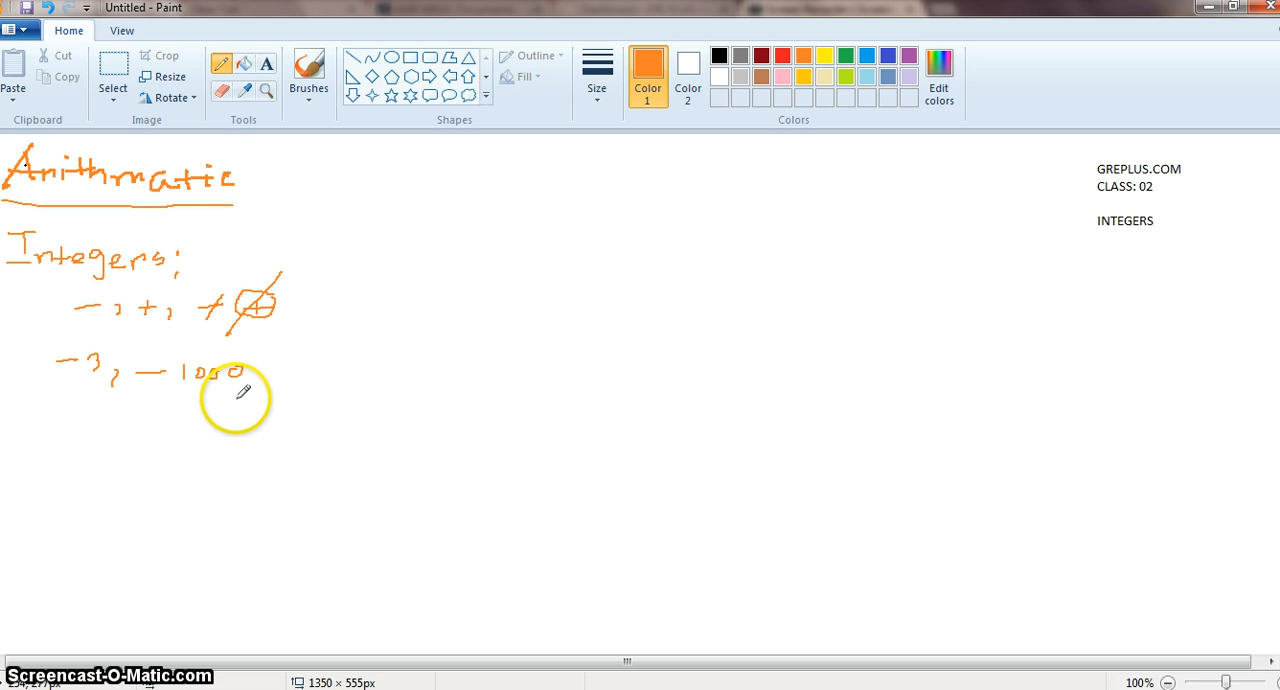 Untitled - Paint
Home View
Paste
Cut
Copy
Clipboard
Select
Crop
Resize
Rotate
Image
A
Tools
Brushes
Outline
Fill
Shapes
Size
Color 1
Color 2
Edit colors
Colors
Arithmatic
GREPLUS.COM
CLASS: 02
INTEGERS
Integers;
- , + ,
- 3 , - 1000
Screencast-O-Matic.com
1350 × 555px
100%